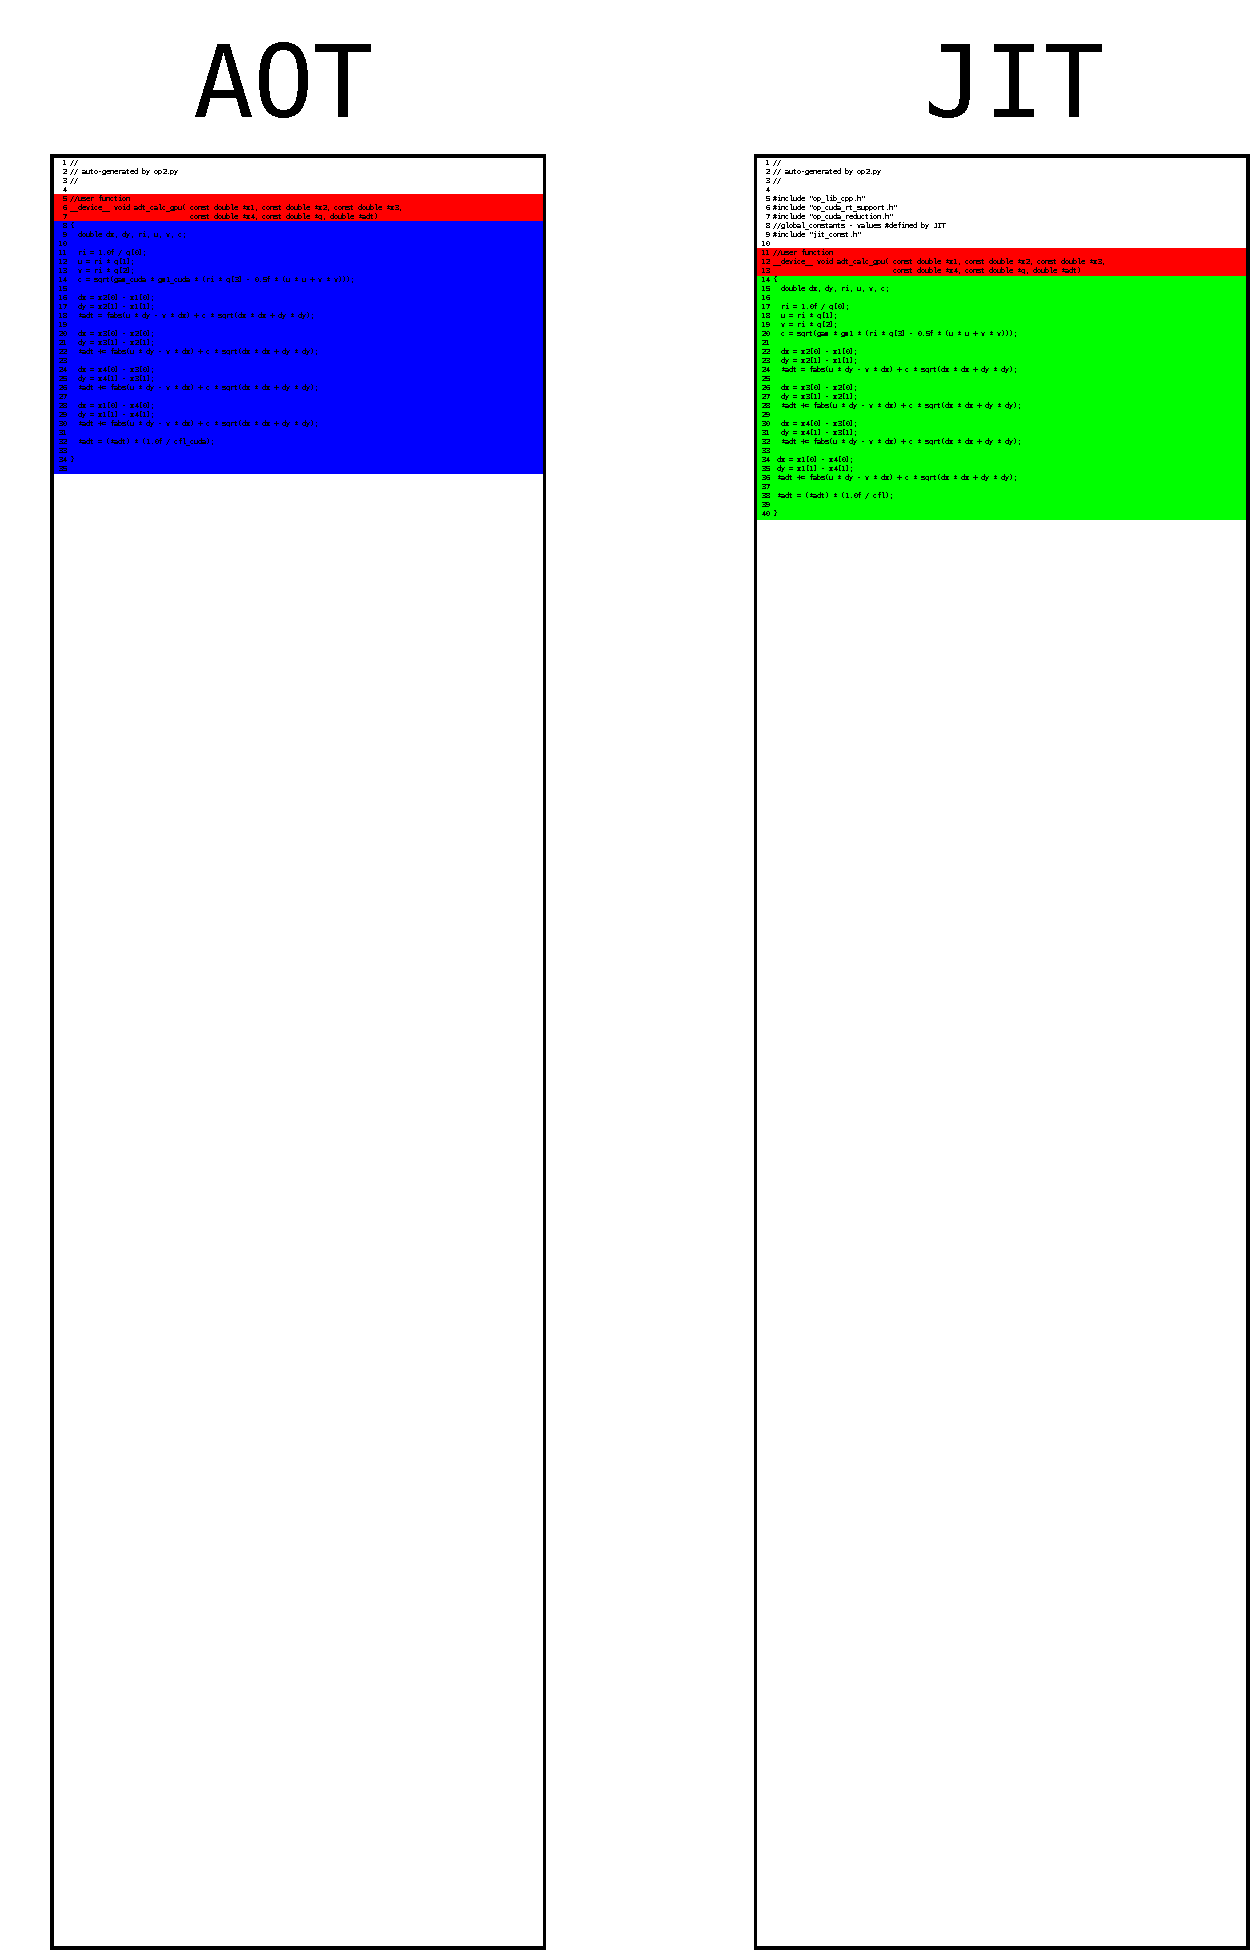 AOT
1 //
2 // auto-generated by op2.py
3 //
4
5 //user function
6 __device__ void adt_calc_gpu( const double *x1, const double *x2, const double *x3,
7 const double *x4, const double *q, double *adt)
8 {
9 double dx, dy, ri, u, v, c;
10
11 ri = 1.0f / q[0];
12 u = ri * q[1];
13 v = ri * q[2];
14 c = sqrt(gam_cuda * gm1_cuda * (ri * q[3] - 0.5f * (u * u + v * v)));
15
16 dx = x2[0] - x1[0];
17 dy = x2[1] - x1[1];
18 *adt = fabs(u * dy - v * dx) + c * sqrt(dx * dx + dy * dy);
19
20 dx = x3[0] - x2[0];
21 dy = x3[1] - x2[1];
22 *adt += fabs(u * dy - v * dx) + c * sqrt(dx * dx + dy * dy);
23
24 dx = x4[0] - x3[0];
25 dy = x4[1] - x3[1];
26 *adt += fabs(u * dy - v * dx) + c * sqrt(dx * dx + dy * dy);
27
28 dx = x1[0] - x4[0];
29 dy = x1[1] - x4[1];
30 *adt += fabs(u * dy - v * dx) + c * sqrt(dx * dx + dy * dy);
31
32 *adt = (*adt) * (1.0f / cfl_cuda);
33
34 }
35
JIT
1 //
2 // auto-generated by op2.py
3 //
4
5 #include "op_lib_cpp.h"
6 #include "op_cuda_rt_support.h"
7 #include "op_cuda_reduction.h"
8 //global_constants - values #defined by JIT
9 #include "jit_const.h"
10
11 //user function
12 __device__ void adt_calc_gpu( const double *x1, const double *x2, const double *x3,
13 const double *x4, const double *q, double *adt)
14 {
15 double dx, dy, ri, u, v, c;
16
17 ri = 1.0f / q[0];
18 u = ri * q[1];
19 v = ri * q[2];
20 c = sqrt(gam * gm1 * (ri * q[3] - 0.5f * (u * u + v * v)));
21
22 dx = x2[0] - x1[0];
23 dy = x2[1] - x1[1];
24 *adt = fabs(u * dy - v * dx) + c * sqrt(dx * dx + dy * dy);
25
26 dx = x3[0] - x2[0];
27 dy = x3[1] - x2[1];
28 *adt += fabs(u * dy - v * dx) + c * sqrt(dx * dx + dy * dy);
29
30 dx = x4[0] - x3[0];
31 dy = x4[1] - x3[1];
32 *adt += fabs(u * dy - v * dx) + c * sqrt(dx * dx + dy * dy);
33
34 dx = x1[0] - x4[0];
35 dy = x1[1] - x4[1];
36 *adt += fabs(u * dy - v * dx) + c * sqrt(dx * dx + dy * dy);
37
38 *adt = (*adt) * (1.0f / cfl);
39
40 }